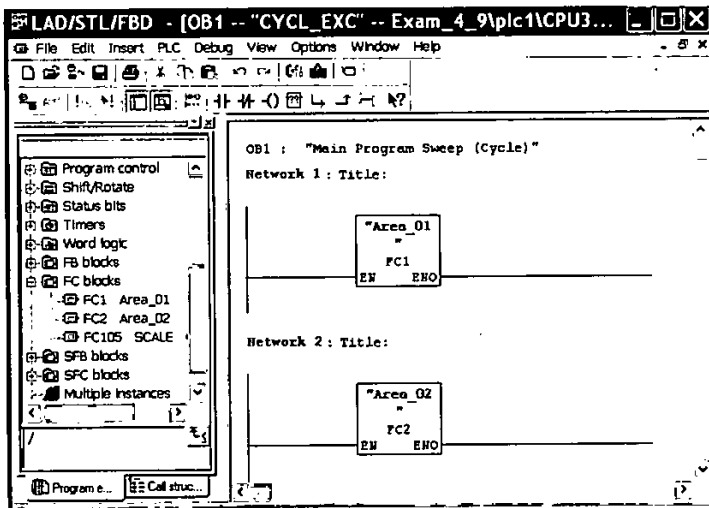 LAD/STL/FBD - [OB1 -- "CYCL_EXC" -- Exam_4_9\plc1\CPU3...
File Edit Insert PLC Debug View Options Window Help
Program control
Shift/Rotate
Status bits
Timers
Word logic
FB blocks
FC blocks
FC1 Area_01
FC2 Area_02
FC105 SCALE
SFB blocks
SFC blocks
Multiple instances
Program e...
Call struc...
OB1 : "Main Program Sweep (Cycle)"
Network 1 : Title:
"Area_01
"
FC1
EN ENO
Network 2 : Title:
"Area_02
"
FC2
EN ENO